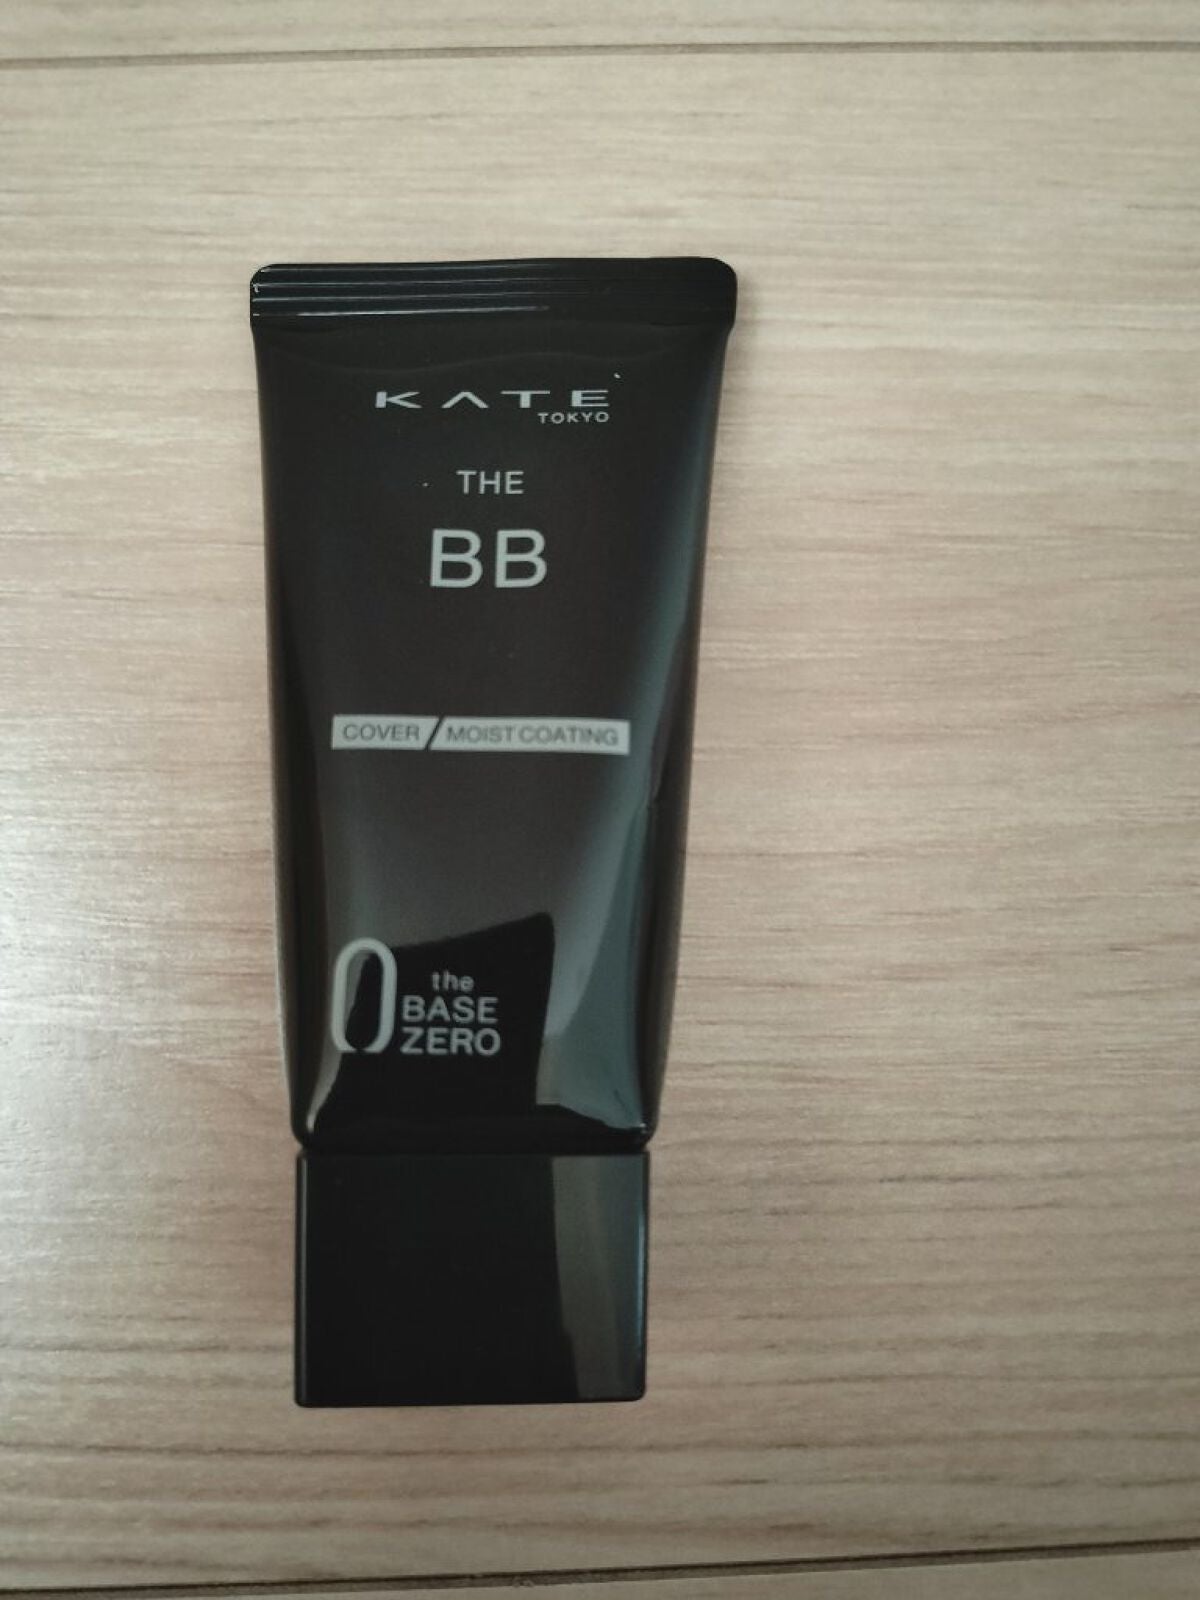 KATE
TOKYO
THE
BB
COVER / MOIST COATING
0 the
BASE
ZERO